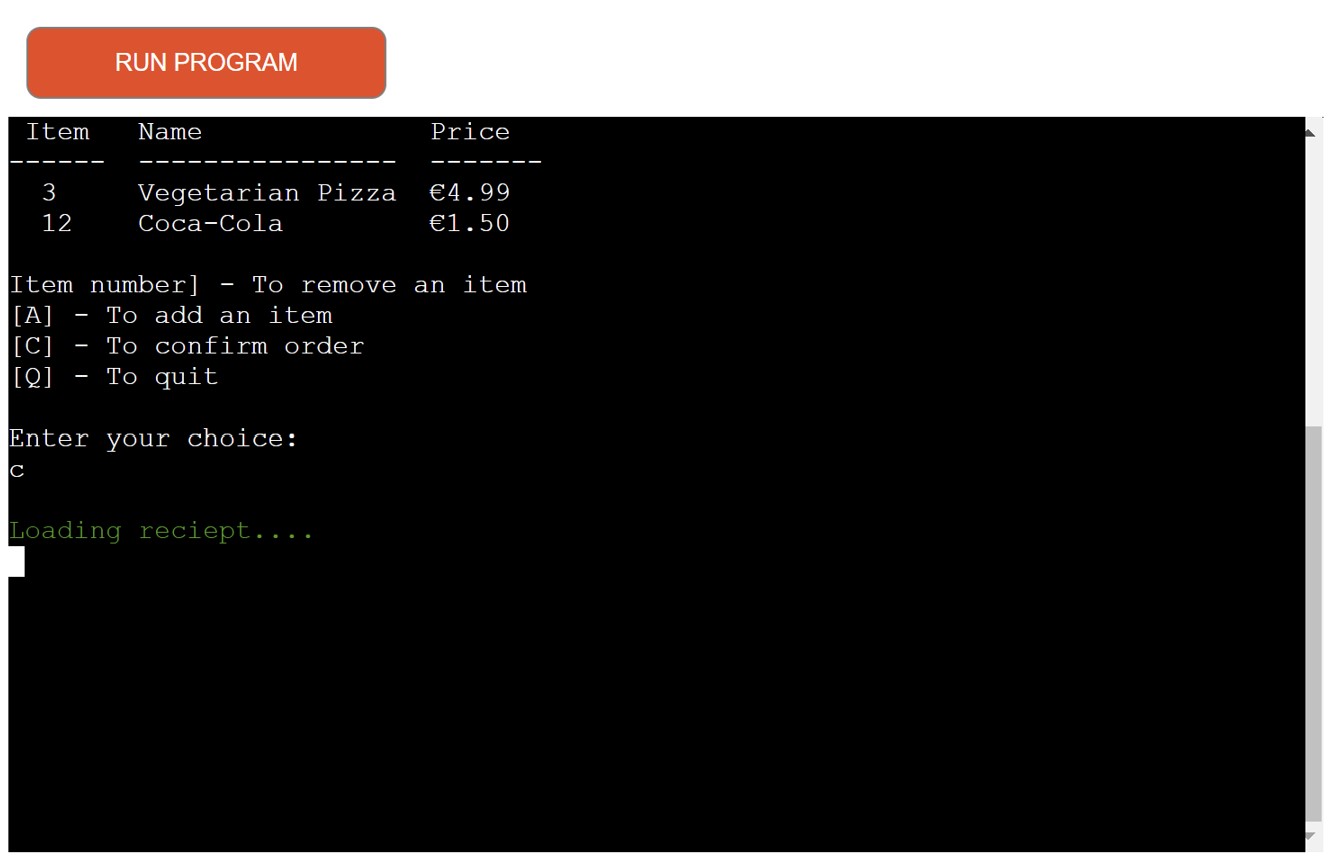 RUN PROGRAM
Item Name Price
------ ---------------- -------
3 Vegetarian Pizza €4.99
12 Coca-Cola €1.50
Item number] - To remove an item
[A] - To add an item
[C] - To confirm order
[Q] - To quit
Enter your choice:
c
Loading reciept....